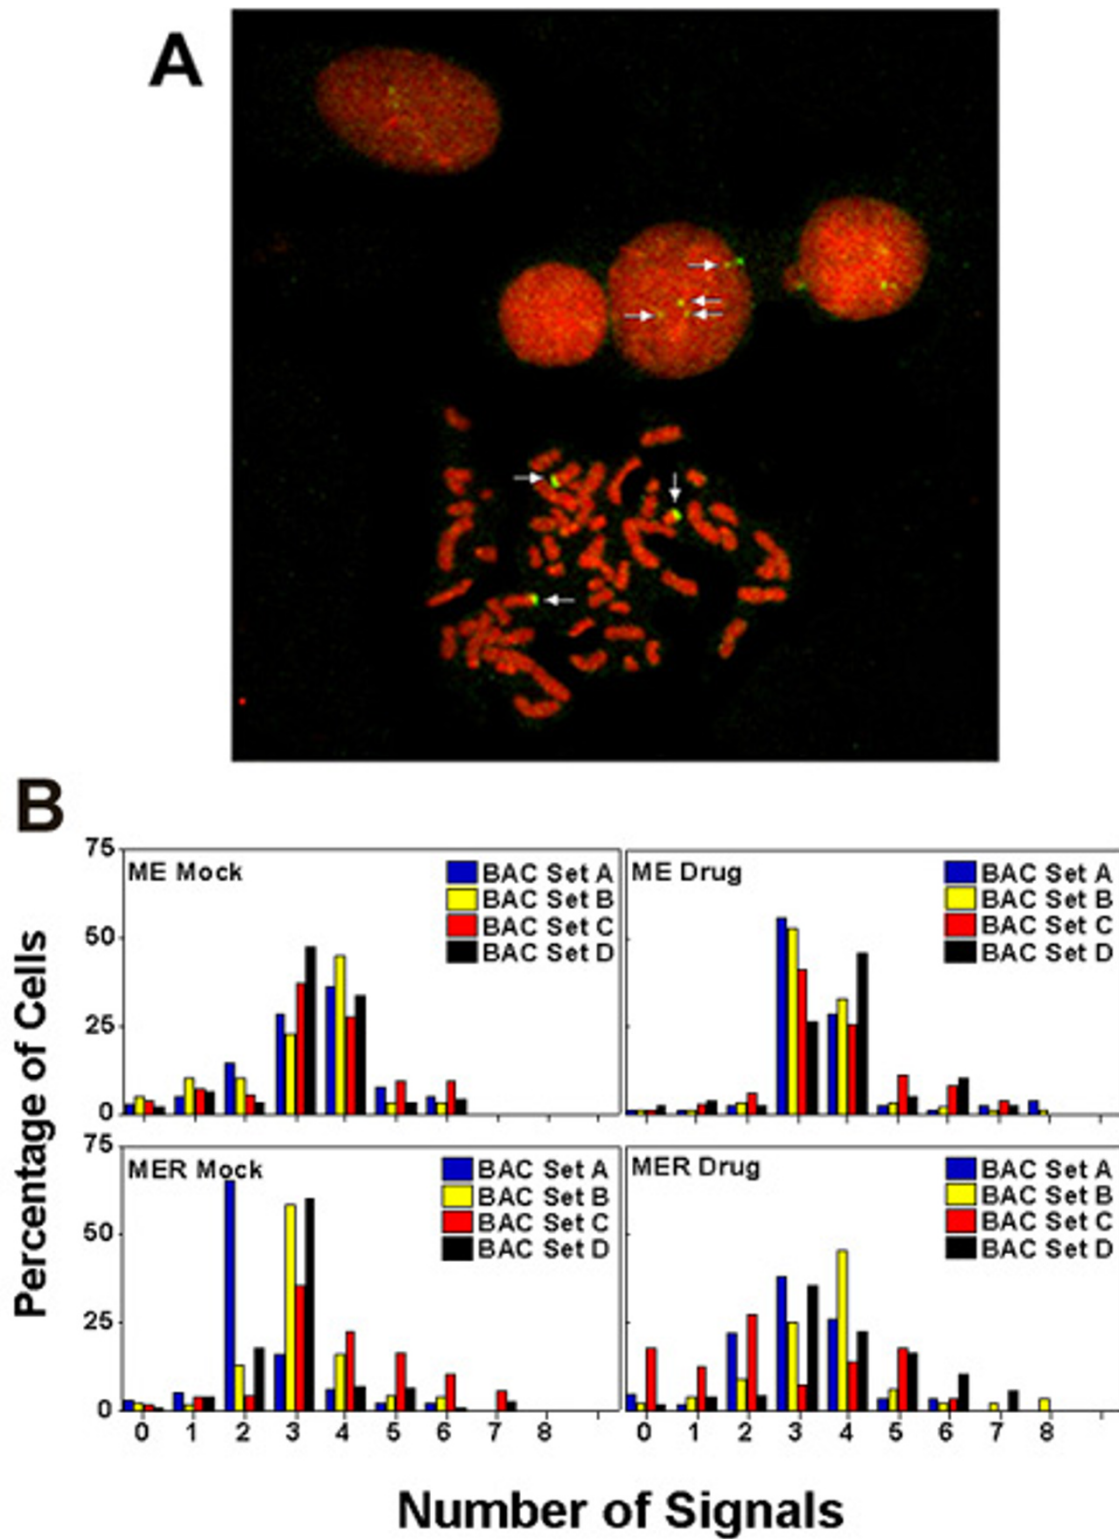 A
B
75
50
25
0
ME Mock
BAC Set A
BAC Set B
BAC Set C
BAC Set D
ME Drug
BAC Set A
BAC Set B
BAC Set C
BAC Set D
75
50
25
0
MER Mock
BAC Set A
BAC Set B
BAC Set C
BAC Set D
MER Drug
BAC Set A
BAC Set B
BAC Set C
BAC Set D
0 1 2 3 4 5 6 7 8
0 1 2 3 4 5 6 7 8
Percentage of Cells
Number of Signals